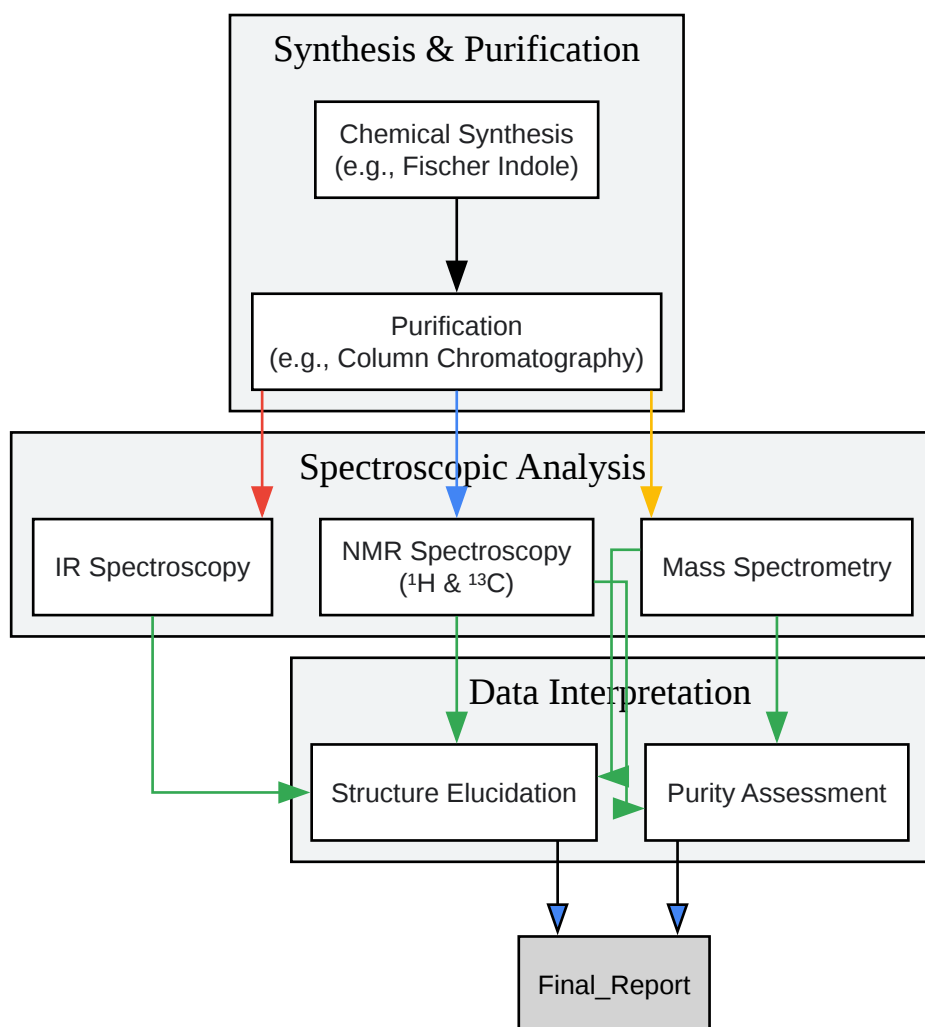 Synthesis & Purification
Chemical Synthesis
(e.g., Fischer Indole)
Purification
(e.g., Column Chromatography)
Spectroscopic Analysis
IR Spectroscopy
NMR Spectroscopy
(¹H & ¹³C)
Mass Spectrometry
Data Interpretation
Structure Elucidation
Purity Assessment
Final_Report